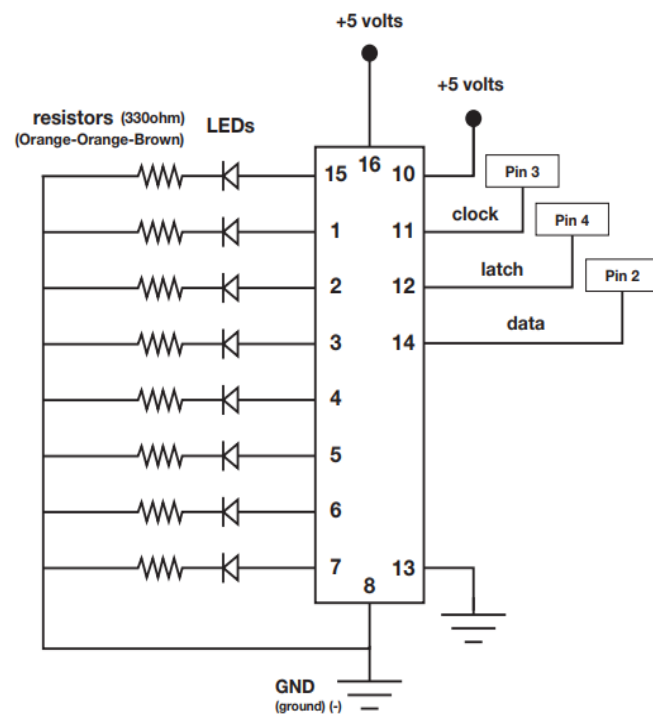 +5 volts
+5 volts
resistors (330ohm)
(Orange-Orange-Brown)
LEDs
16
15
10
Pin 3
1
clock
11
Pin 4
2
latch
12
Pin 2
3
data
14
4
5
6
7
13
8
GND
(ground) (-)